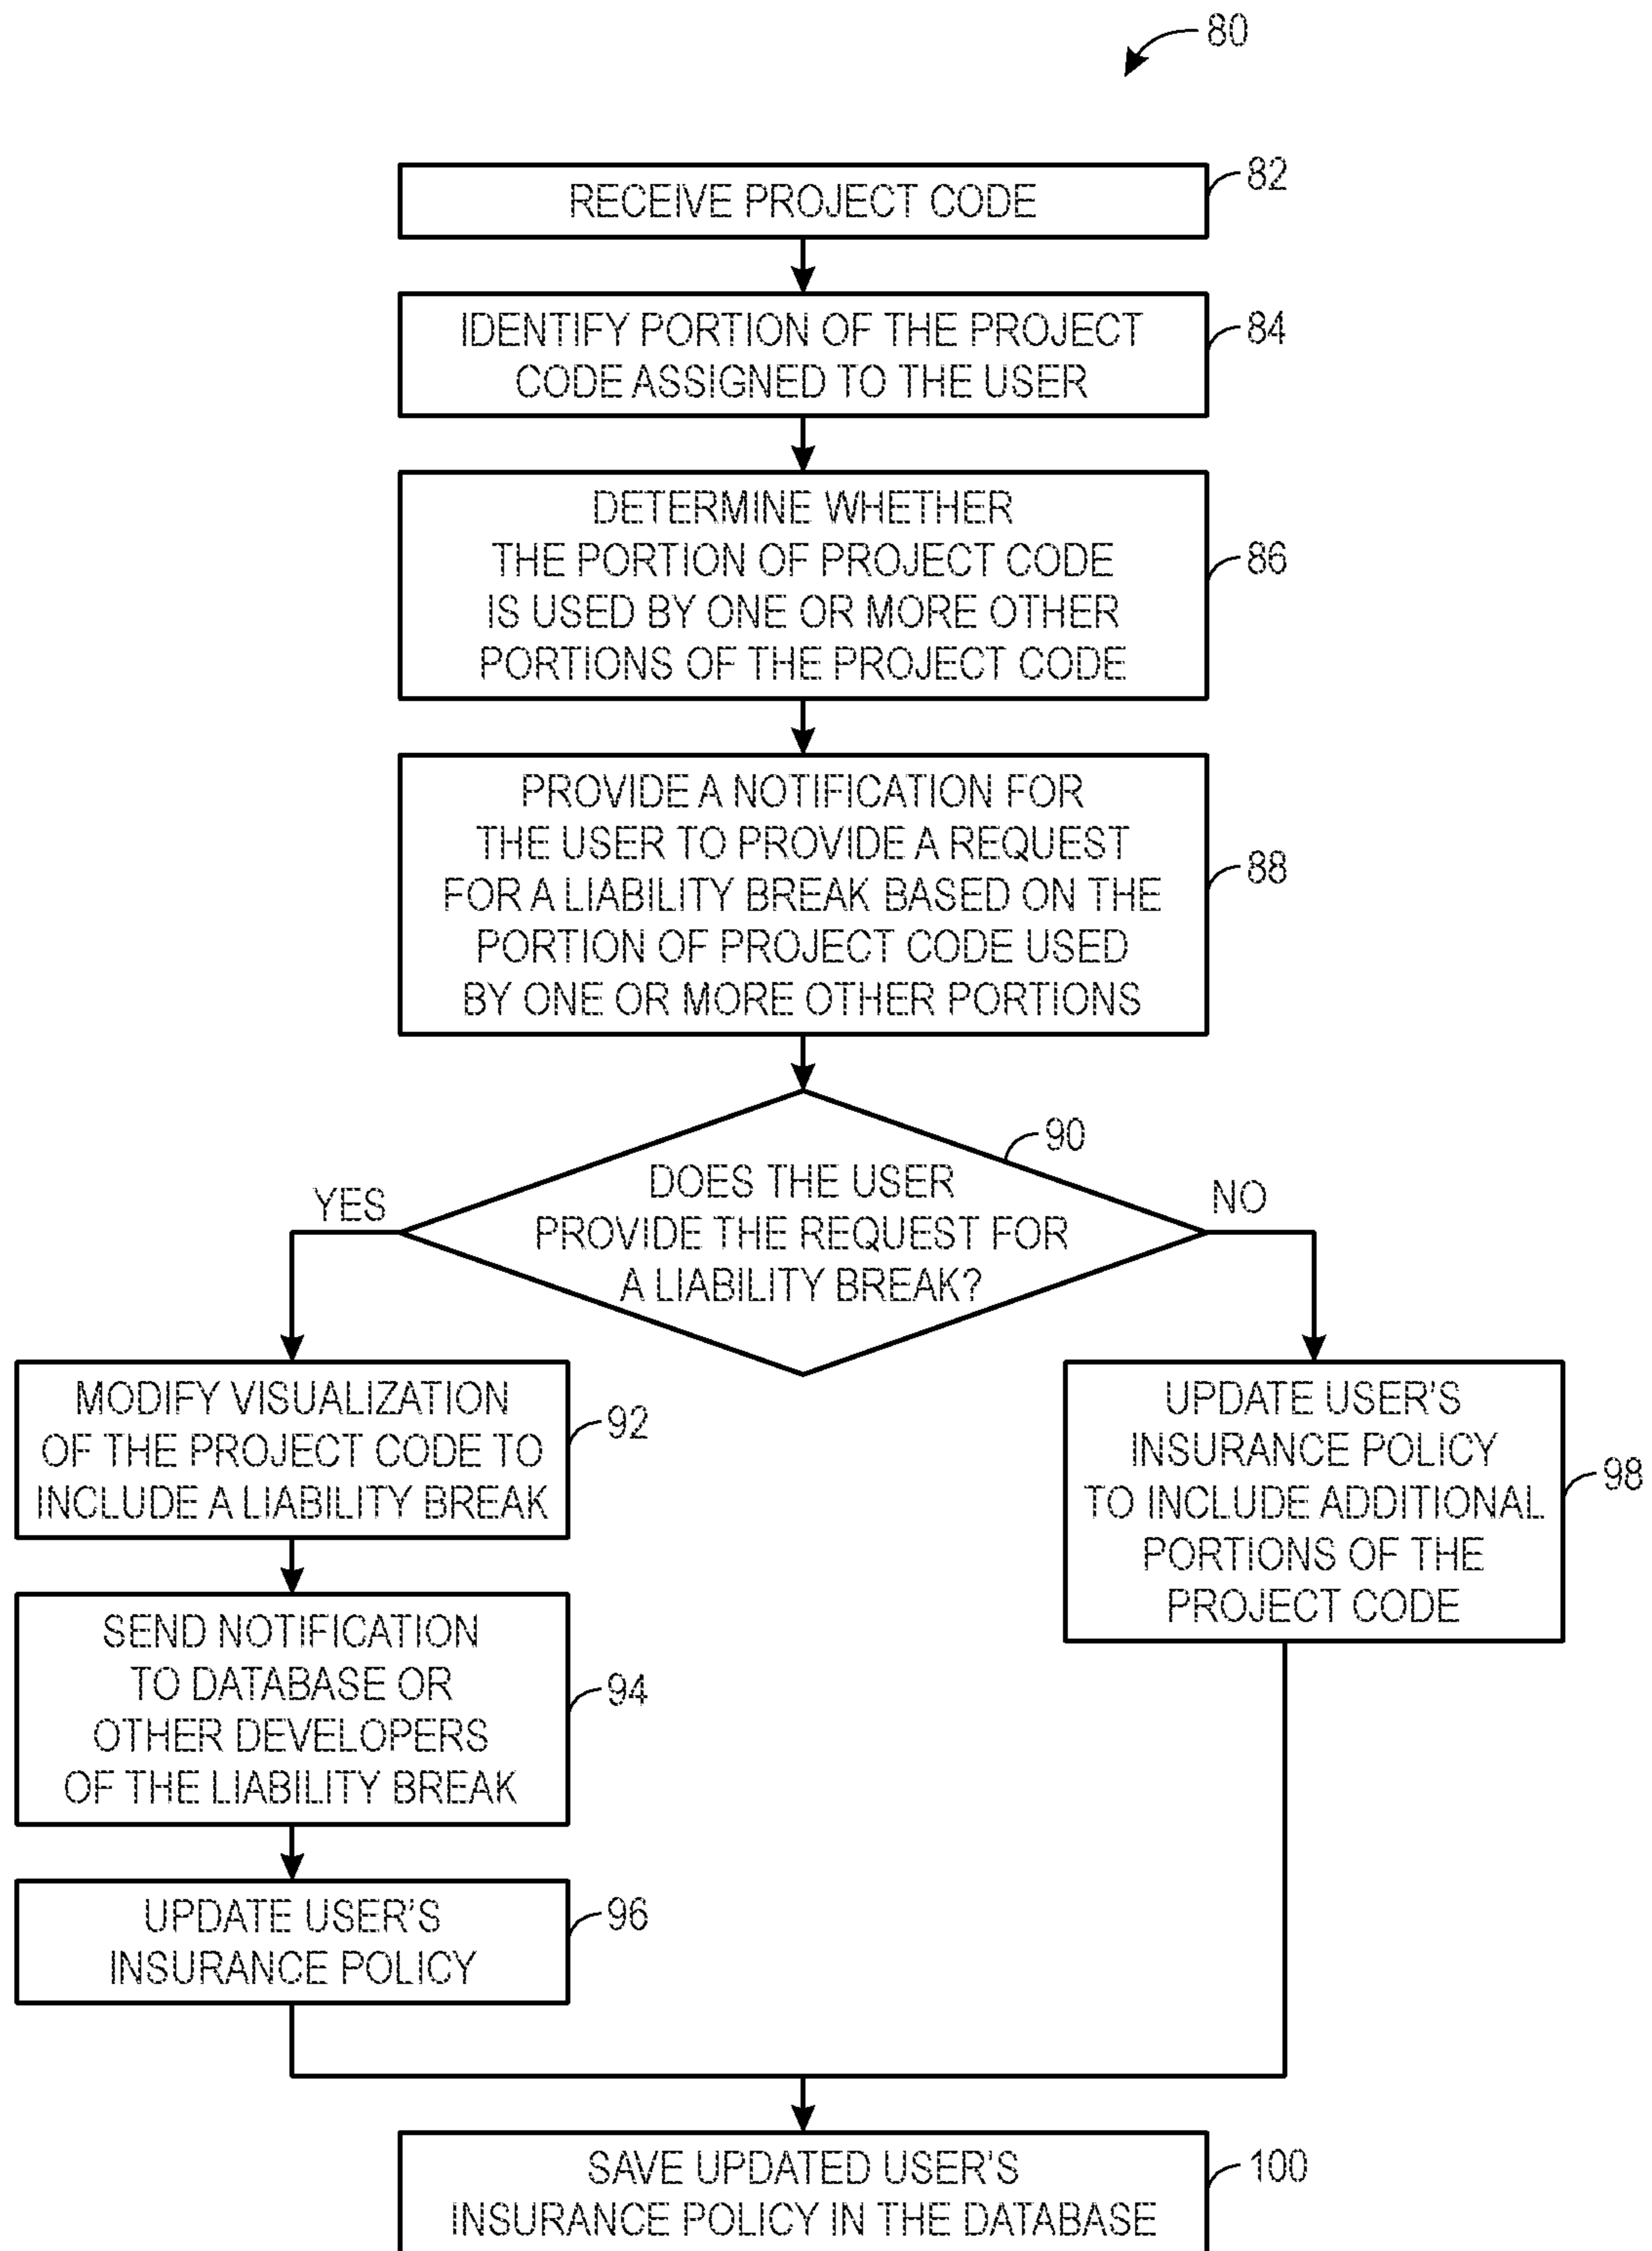 80
RECEIVE PROJECT CODE
82
IDENTIFY PORTION OF THE PROJECT
CODE ASSIGNED TO THE USER
84
DETERMINE WHETHER
THE PORTION OF PROJECT CODE
IS USED BY ONE OR MORE OTHER
PORTIONS OF THE PROJECT CODE
86
PROVIDE A NOTIFICATION FOR
THE USER TO PROVIDE A REQUEST
FOR A LIABILITY BREAK BASED ON THE
PORTION OF PROJECT CODE USED
BY ONE OR MORE OTHER PORTIONS
88
90
DOES THE USER
PROVIDE THE REQUEST FOR
A LIABILITY BREAK?
YES
NO
MODIFY VISUALIZATION
OF THE PROJECT CODE TO
INCLUDE A LIABILITY BREAK
92
SEND NOTIFICATION
TO DATABASE OR
OTHER DEVELOPERS
OF THE LIABILITY BREAK
94
UPDATE USER'S
INSURANCE POLICY
96
UPDATE USER'S
INSURANCE POLICY
TO INCLUDE ADDITIONAL
PORTIONS OF THE
PROJECT CODE
98
SAVE UPDATED USER'S
INSURANCE POLICY IN THE DATABASE
100